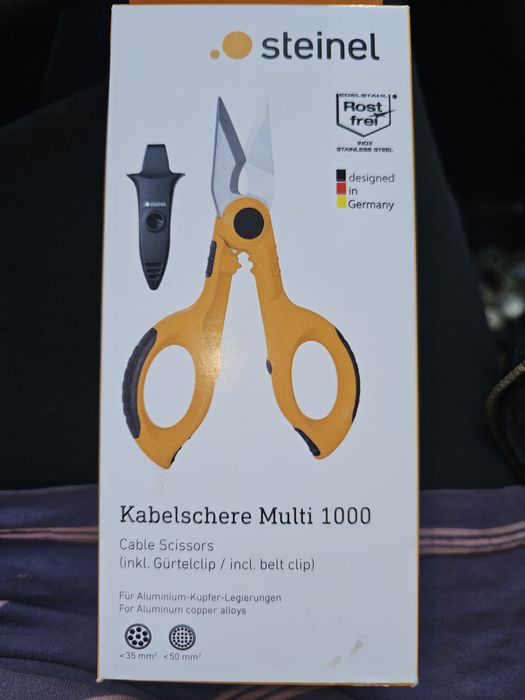 steinel
EDELSTAHL
Rost
frei
INOX
STAINLESS STEEL
designed
in
Germany
steinel
Kabelschere Multi 1000
Cable Scissors
(inkl. Gürtelclip / incl. belt clip)
Für Aluminium-Kupfer-Legierungen
For Aluminum copper alloys
<35 mm² <50 mm²